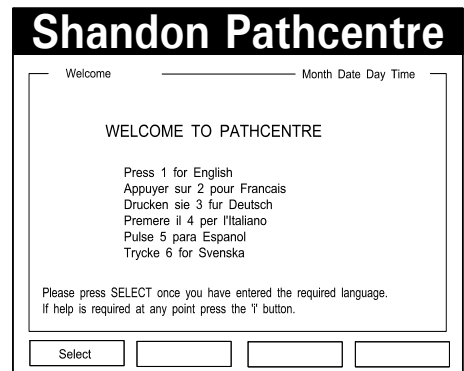 Shandon Pathcentre
Welcome Month Date Day Time
WELCOME TO PATHCENTRE
Press 1 for English
Appuyer sur 2 pour Francais
Drucken sie 3 fur Deutsch
Premere il 4 per l'Italiano
Pulse 5 para Espanol
Trycke 6 for Svenska
Please press SELECT once you have entered the required language.
If help is required at any point press the 'i' button.
Select